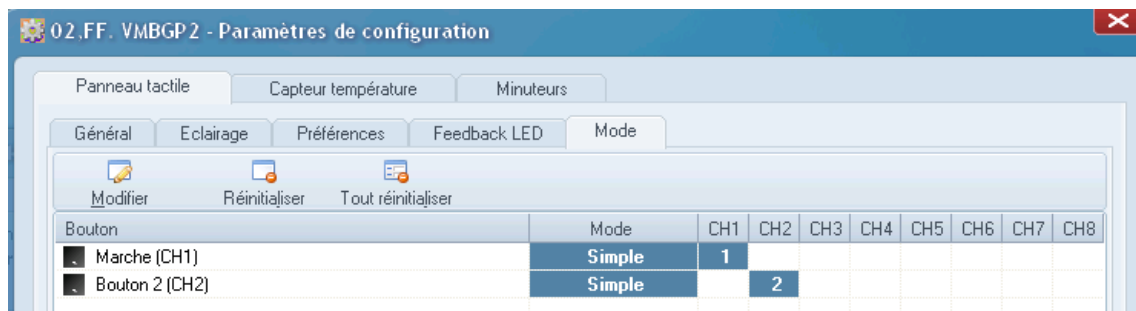 02,FF. VMBGP2 - Paramètres de configuration
Panneau tactile Capteur température Minuteurs
Général Eclairage Préférences Feedback LED Mode
Modifier Réinitialiser Tout réinitialiser
Bouton Mode CH1 CH2 CH3 CH4 CH5 CH6 CH7 CH8
Marche (CH1) Simple 1
Bouton 2 (CH2) Simple 2